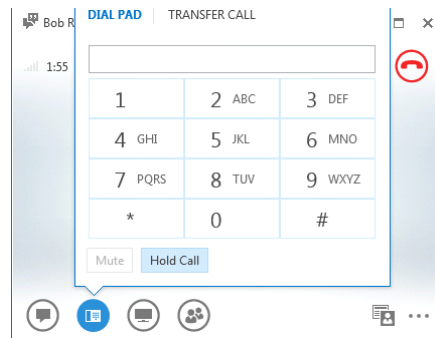 DIAL PAD TRANSFER CALL
Bob R
1:55
1 2 ABC 3 DEF
4 GHI 5 JKL 6 MNO
7 PQRS 8 TUV 9 WXYZ
* 0 #
Mute Hold Call